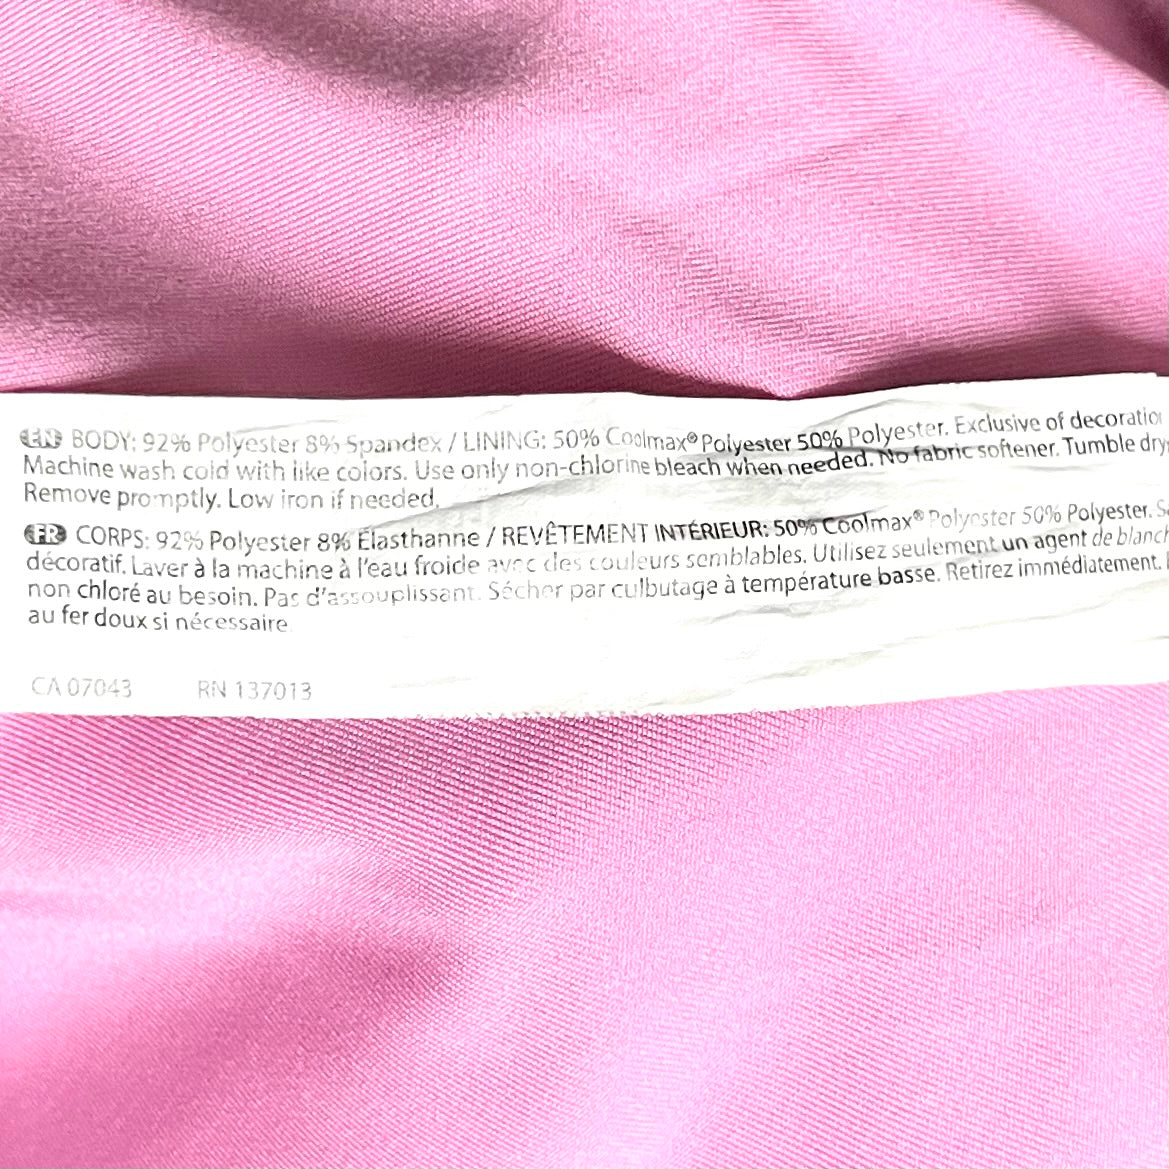 EN BODY: 92% Polyester 8% Spandex / LINING: 50% Coolmax® Polyester 50% Polyester. Exclusive of decoratio
Machine wash cold with like colors. Use only non-chlorine bleach when needed. No fabric softener. Tumble dry
Remove promptly. Low iron if needed.
FR CORPS: 92% Polyester 8% Élasthanne / REVÊTEMENT INTÉRIEUR: 50% Coolmax® Polyester 50% Polyester.
décoratif. Laver à la machine à l'eau froide avec des couleurs semblables. Utilisez seulement un agent de blanch
non chloré au besoin. Pas d'assouplissant. Sécher par culbutage à température basse. Retirez immédiatement.
au fer doux si nécessaire
CA 07043 RN 137013